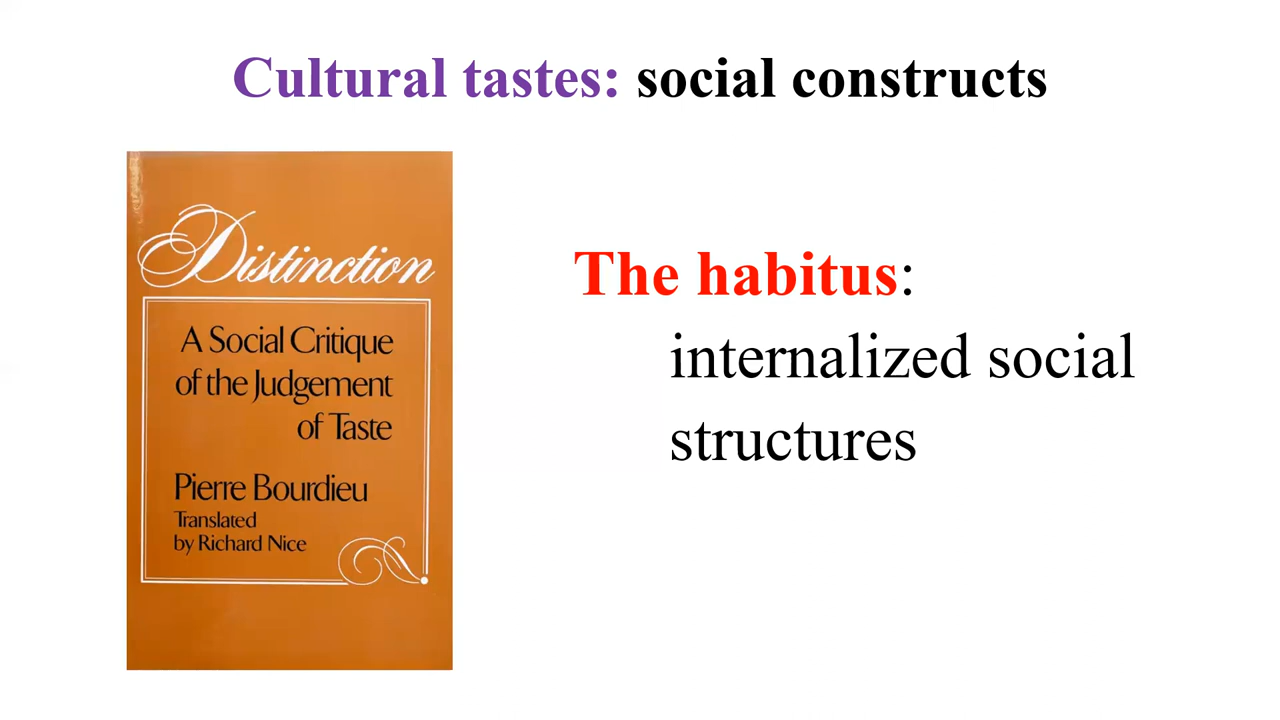 Cultural tastes: social constructs
Distinction
A Social Critique
of the Judgement
of Taste
Pierre Bourdieu
Translated
by Richard Nice
The habitus:
internalized social
structures